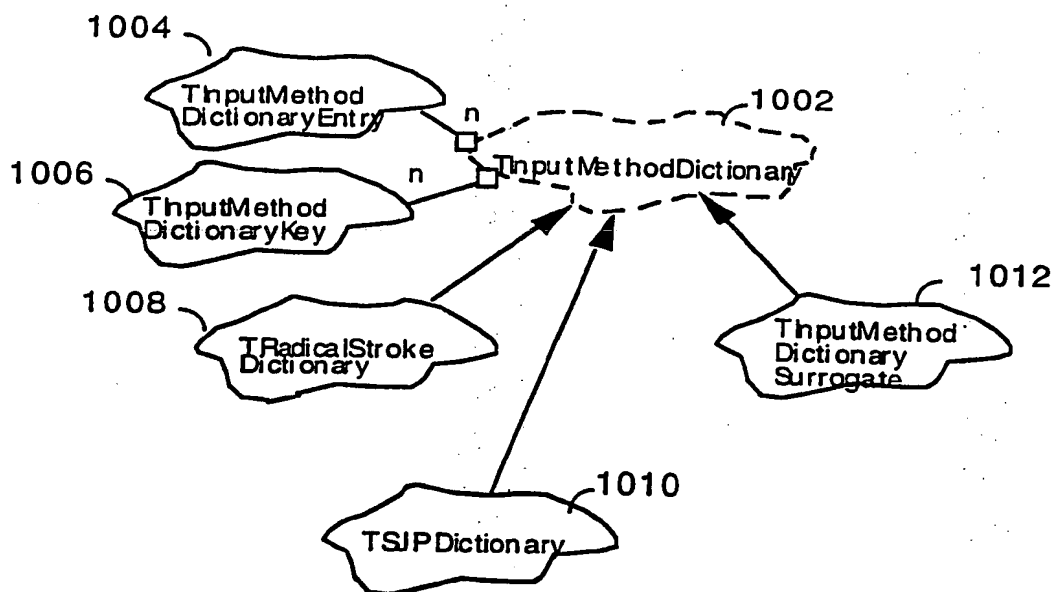 1004
TInputMethod
DictionaryEntry
n
1002
TInputMethodDictionary
1006
n
TInputMethod
DictionaryKey
1008
TRadicalStroke
Dictionary
1012
TInputMethod
Dictionary
Surrogate
1010
TSJPDictionary